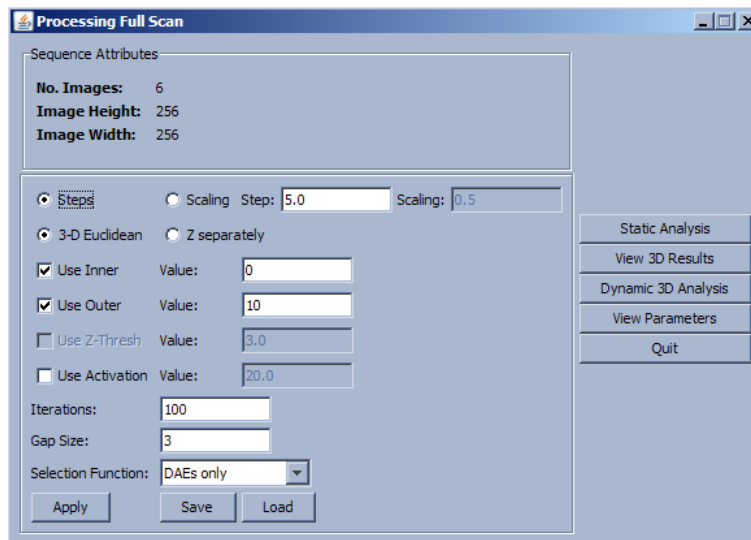 Processing Full Scan
Sequence Attributes
No. Images: 6
Image Height: 256
Image Width: 256
Steps Scaling Step: 5.0 Scaling: 0.5
3-D Euclidean Z separately
Use Inner Value: 0
Use Outer Value: 10
Use Z-Thresh Value: 3.0
Use Activation Value: 20.0
Iterations: 100
Gap Size: 3
Selection Function: DAEs only
Apply Save Load
Static Analysis
View 3D Results
Dynamic 3D Analysis
View Parameters
Quit